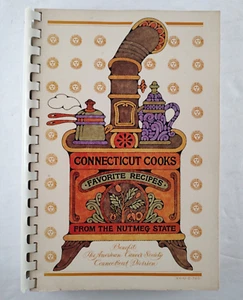 CONNECTICUT COOKS
FAVORITE RECIPES
FROM THE NUTMEG STATE
Benefit
The American Cancer Society
Connecticut Division